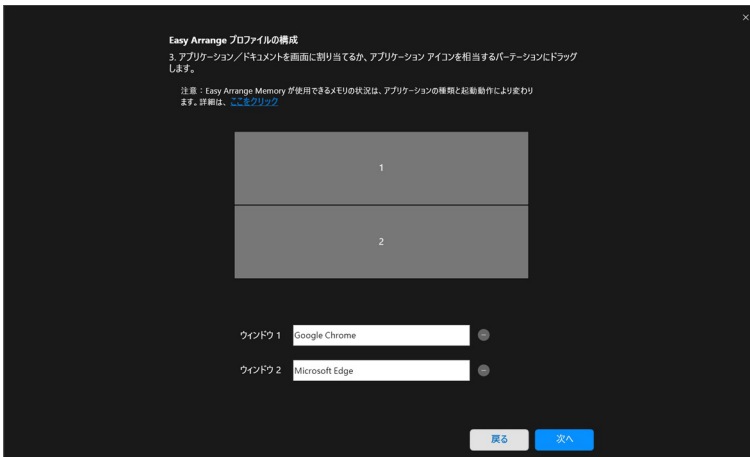 ×
Easy Arrange プロファイルの構成
3. アプリケーション／ドキュメントを画面に割り当てるか、アプリケーション アイコンを相当するパーテーションにドラッグ
します。
注意：Easy Arrange Memory が使用できるメモリの状況は、アプリケーションの種類と起動動作により変わり
ます。詳細は、ここをクリック
1
2
ウィンドウ 1 Google Chrome
ウィンドウ 2 Microsoft Edge
戻る 次へ